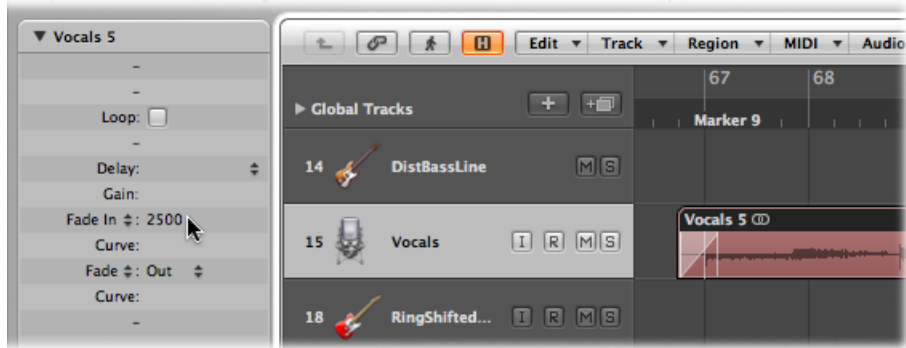 Vocals 5
-
-
Loop:
-
Delay:
Gain:
Fade In : 2500
Curve:
Fade : Out
Curve:
-
H Edit Track Region MIDI Audio
67 68
Global Tracks
Marker 9
14 DistBassLine M S
Vocals 5
15 Vocals I R M S
18 RingShifted... I R M S